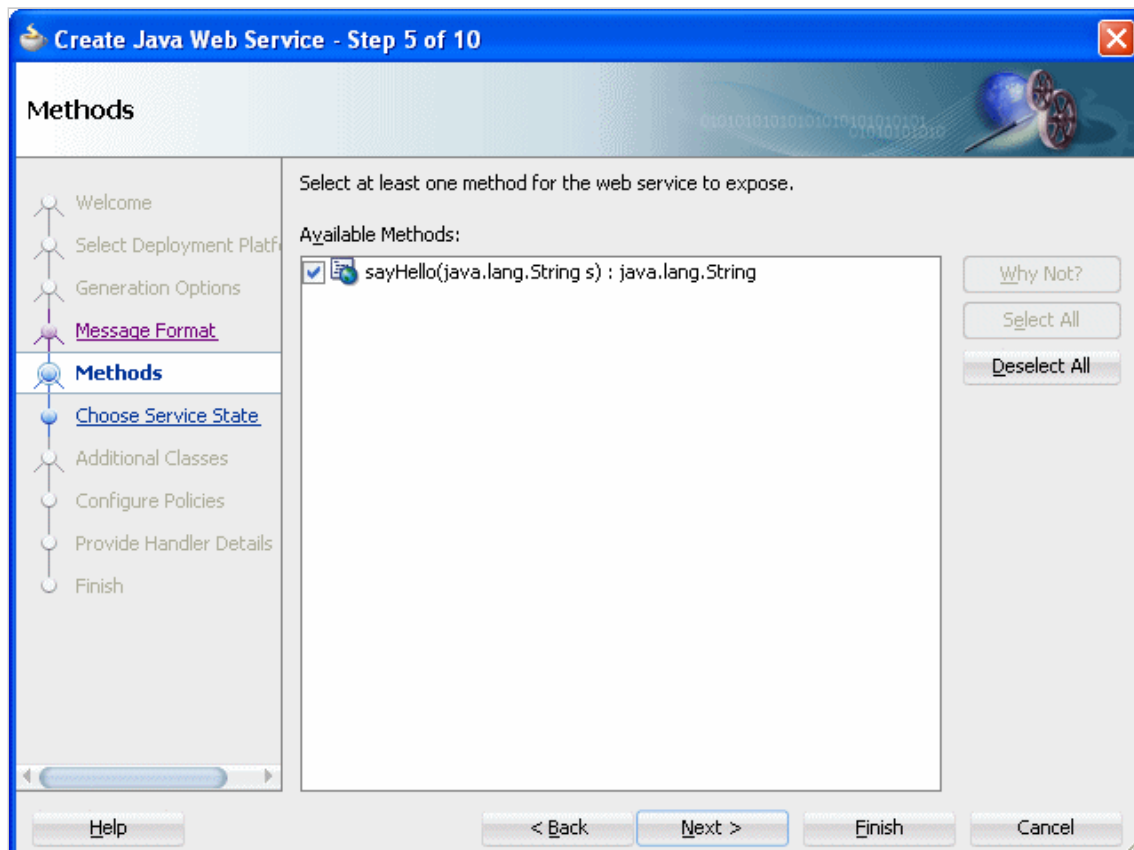 Create Java Web Service - Step 5 of 10
Methods
010101010101010101010101
01010101010
Welcome
Select Deployment Platf
Generation Options
Message Format
Methods
Choose Service State
Additional Classes
Configure Policies
Provide Handler Details
Finish
Select at least one method for the web service to expose.
Available Methods:
sayHello(java.lang.String s) : java.lang.String
Why Not?
Select All
Deselect All
Help
< Back
Next >
Finish
Cancel